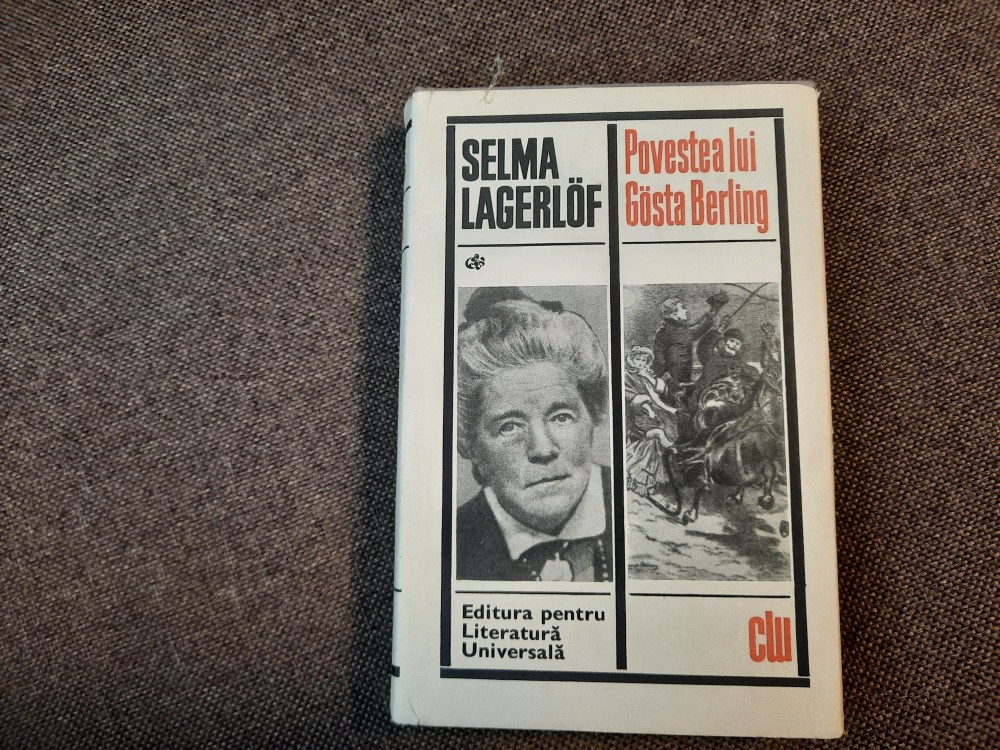 SELMA
LAGERLÖF
Povestea lui
Gösta Berling
Editura pentru
Literatură
Universală
clu